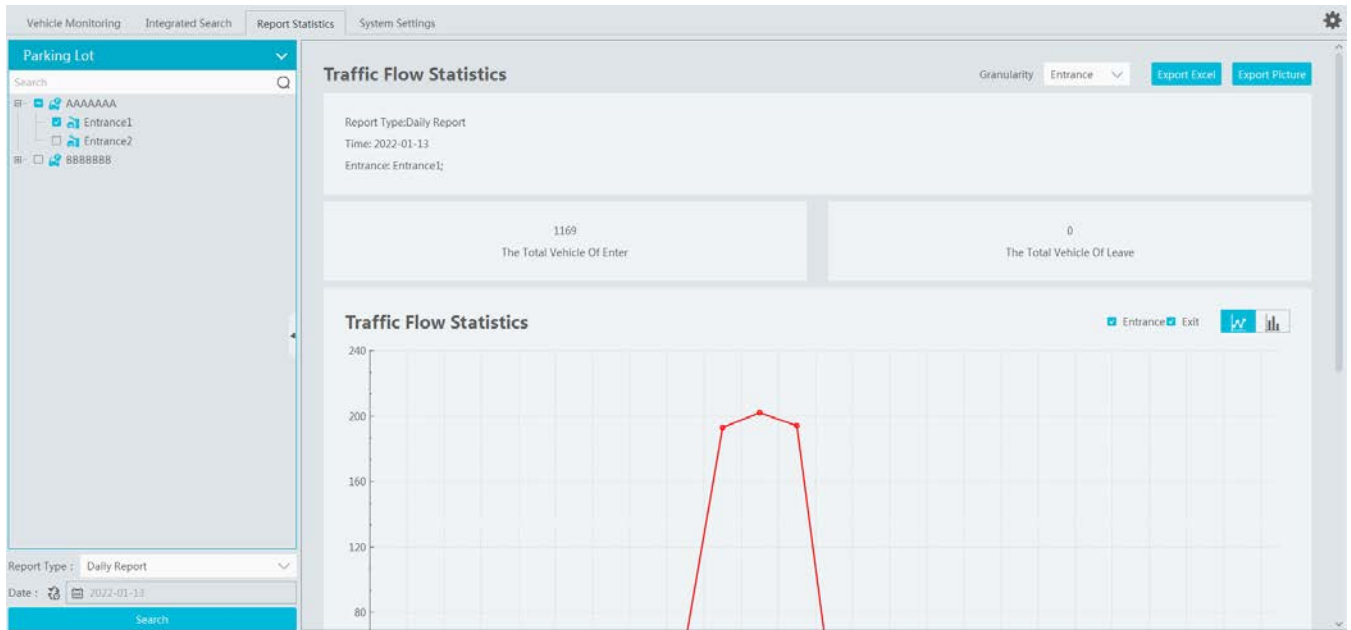 Vehicle Monitoring Integrated Search Report Statistics System Settings
Parking Lot
Search
AAAAAAA
Entrance1
Entrance2
BBBBBBB
Report Type : Daily Report
Date : 2022-01-13
Search
Traffic Flow Statistics
Granularity Entrance Export Excel Export Picture
Report Type:Daily Report
Time: 2022-01-13
Entrance: Entrance1;
1169
The Total Vehicle Of Enter
0
The Total Vehicle Of Leave
Traffic Flow Statistics
Entrance Exit
240
200
160
120
80